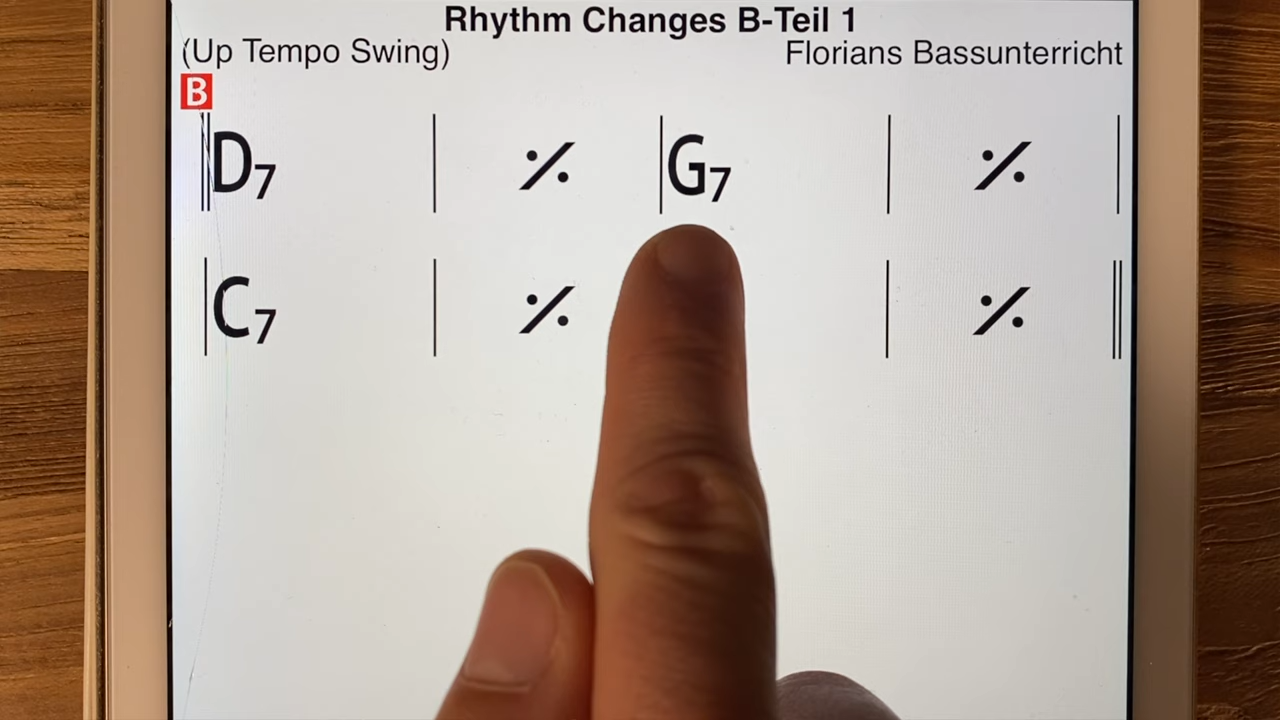 Rhythm Changes B-Teil 1
(Up Tempo Swing) Florians Bassunterricht
B
D7 | 𝄎 | G7 | 𝄎 |
C7 | 𝄎 | 𝄎